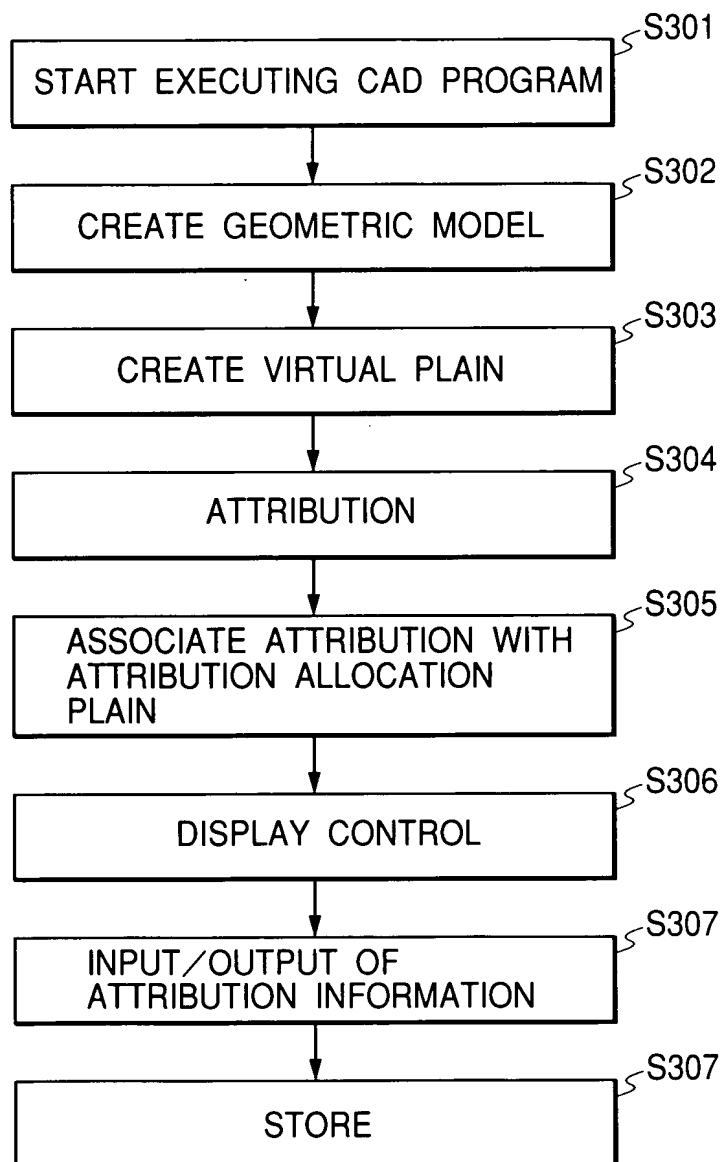 S301
START EXECUTING CAD PROGRAM
S302
CREATE GEOMETRIC MODEL
S303
CREATE VIRTUAL PLAIN
S304
ATTRIBUTION
S305
ASSOCIATE ATTRIBUTION WITH
ATTRIBUTION ALLOCATION
PLAIN
S306
DISPLAY CONTROL
S307
INPUT/OUTPUT OF
ATTRIBUTION INFORMATION
S307
STORE